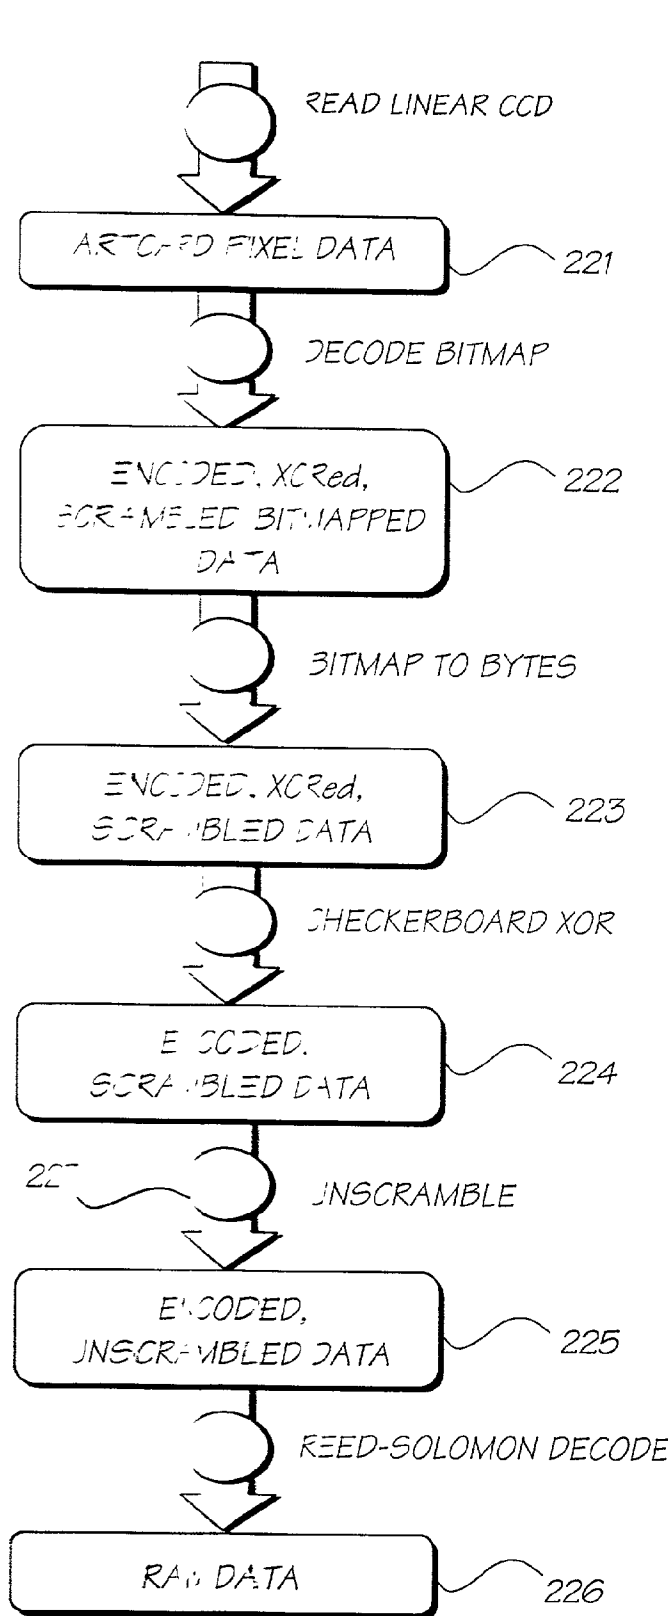 READ LINEAR CCD
ARTCARD PIXEL DATA
221
DECODE BITMAP
ENCODED, XORed,
222
SCRAMBLED BITMAPPED
DATA
BITMAP TO BYTES
ENCODED, XORed,
223
SCRAMBLED DATA
CHECKERBOARD XOR
ENCODED,
SCRAMBLED DATA
224
UNSCRAMBLE
ENCODED,
UNSCRAMBLED DATA
225
REED-SOLOMON DECODE
RAW DATA
226